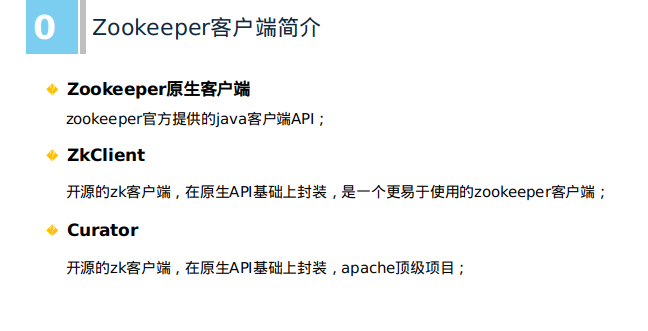 0
Zookeeper客户端简介
Zookeeper原生客户端
zookeeper官方提供的java客户端API；
ZkClient
开源的zk客户端，在原生API基础上封装，是一个更易于使用的zookeeper客户端；
Curator
开源的zk客户端，在原生API基础上封装，apache顶级项目；